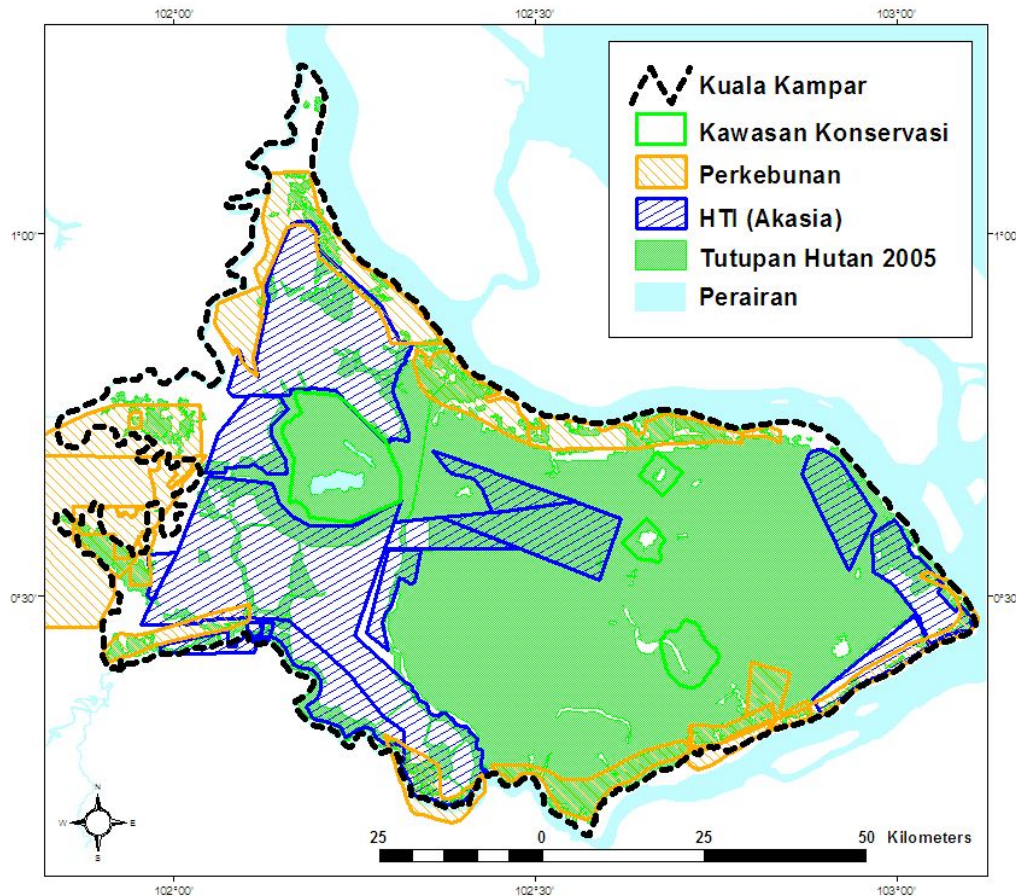 102°00' 102°30' 103°00'
Kuala Kampar
Kawasan Konservasi
Perkebunan
HTI (Akasia)
Tutupan Hutan 2005
Perairan
1°00' 1°00'
0°30' 0°30'
N
W E
S
25 0 25 50 Kilometers
102°00' 102°30' 103°00'